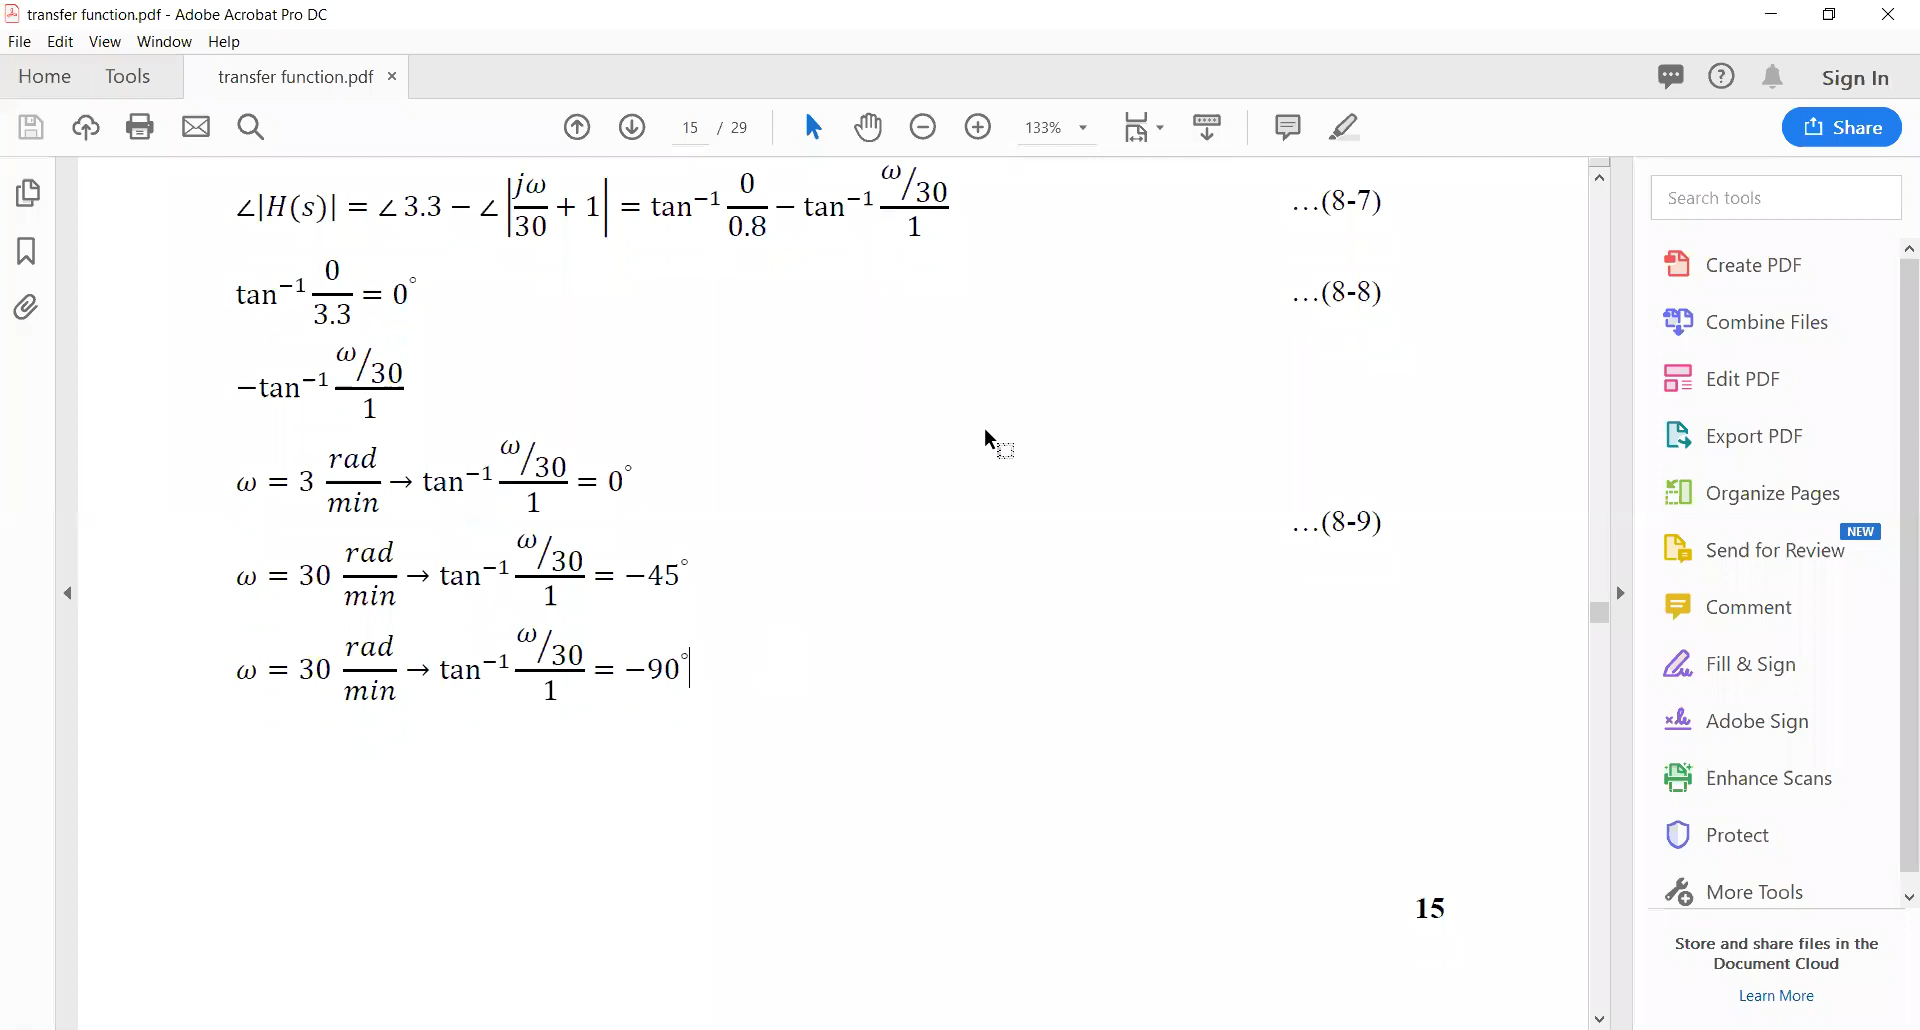 transfer function.pdf - Adobe Acrobat Pro DC
File Edit View Window Help
Home Tools transfer function.pdf × Sign In
15 / 29 133% Share
∠|H(s)| = ∠3.3 − ∠|jω/30 + 1| = tan⁻¹ 0/0.8 − tan⁻¹ (ω/30)/1 ...(8-7)
tan⁻¹ 0/3.3 = 0° ...(8-8)
−tan⁻¹ (ω/30)/1
ω = 3 rad/min → tan⁻¹ (ω/30)/1 = 0°
...(8-9)
ω = 30 rad/min → tan⁻¹ (ω/30)/1 = −45°
ω = 30 rad/min → tan⁻¹ (ω/30)/1 = −90°
15
Search tools
Create PDF
Combine Files
Edit PDF
Export PDF
Organize Pages
NEW
Send for Review
Comment
Fill & Sign
Adobe Sign
Enhance Scans
Protect
More Tools
Store and share files in the
Document Cloud
Learn More